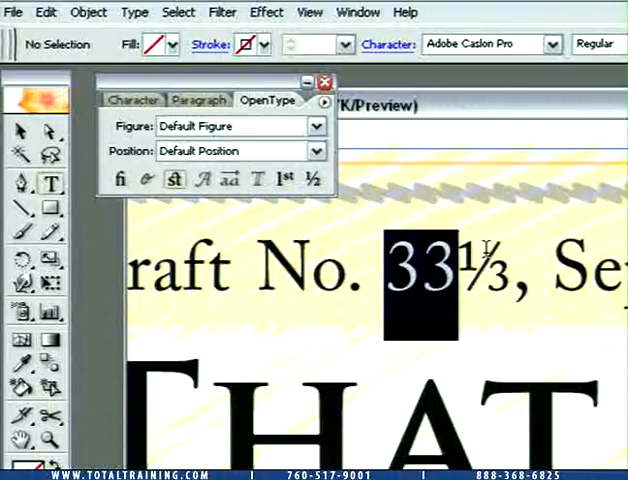 File Edit Object Type Select Filter Effect View Window Help
No Selection Fill: Stroke: Character: Adobe Caslon Pro Regular
Character Paragraph OpenType
K/Preview)
Figure: Default Figure
Position: Default Position
fi st A aa T 1st ½
raft No. 33⅓, Se
THAT
WWW.TOTALTRAINING.COM | 760-517-9001 | 888-368-6825